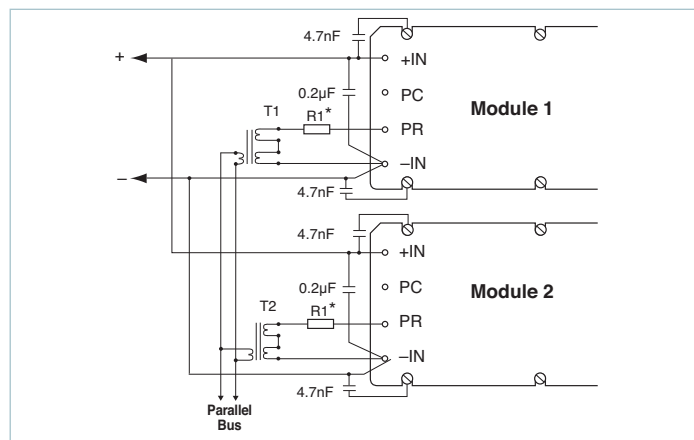 4.7nF
+
+IN
0.2µF
PC
Module 1
T1
R1*
PR
–
–IN
4.7nF
4.7nF
+IN
0.2µF
PC
Module 2
T2
R1*
PR
–IN
4.7nF
Parallel
Bus